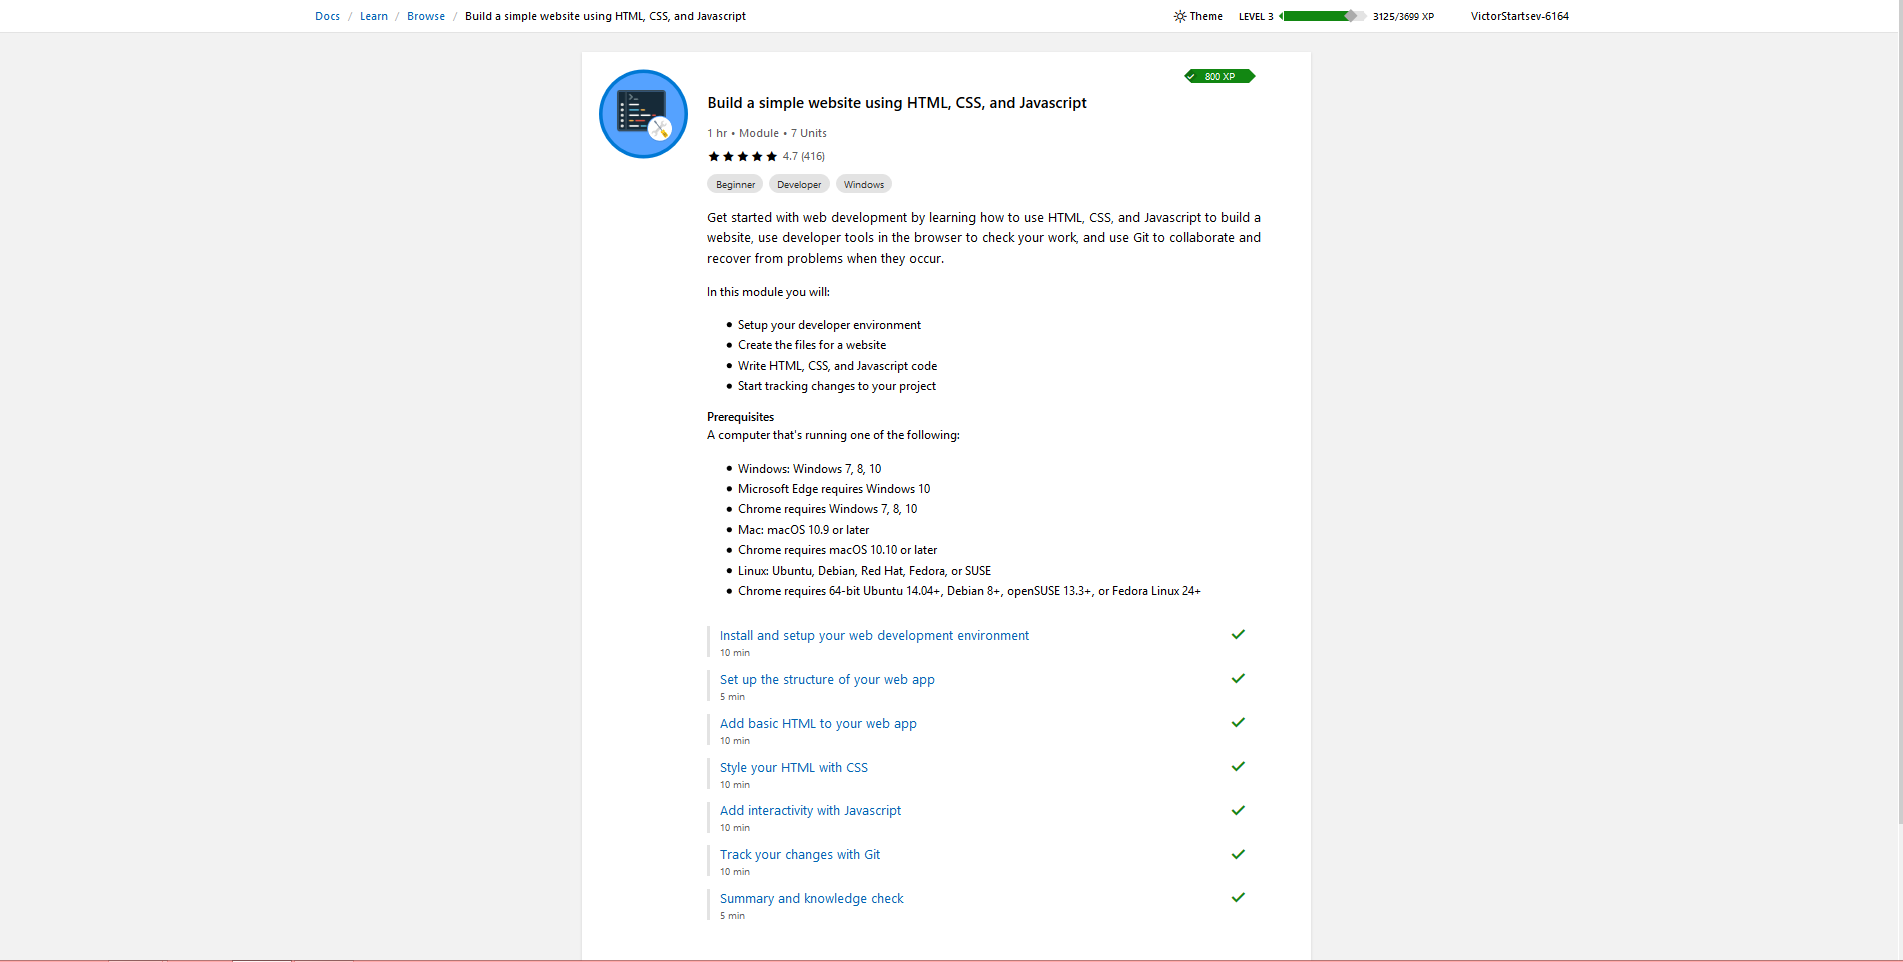 Docs / Learn / Browse / Build a simple website using HTML, CSS, and Javascript
Theme LEVEL 3 3125/3699 XP VictorStartsev-6164
800 XP
Build a simple website using HTML, CSS, and Javascript
1 hr • Module • 7 Units
4.7 (416)
Beginner Developer Windows
Get started with web development by learning how to use HTML, CSS, and Javascript to build a
website, use developer tools in the browser to check your work, and use Git to collaborate and
recover from problems when they occur.
In this module you will:
• Setup your developer environment
• Create the files for a website
• Write HTML, CSS, and Javascript code
• Start tracking changes to your project
Prerequisites
A computer that's running one of the following:
• Windows: Windows 7, 8, 10
• Microsoft Edge requires Windows 10
• Chrome requires Windows 7, 8, 10
• Mac: macOS 10.9 or later
• Chrome requires macOS 10.10 or later
• Linux: Ubuntu, Debian, Red Hat, Fedora, or SUSE
• Chrome requires 64-bit Ubuntu 14.04+, Debian 8+, openSUSE 13.3+, or Fedora Linux 24+
Install and setup your web development environment
10 min
Set up the structure of your web app
5 min
Add basic HTML to your web app
10 min
Style your HTML with CSS
10 min
Add interactivity with Javascript
10 min
Track your changes with Git
10 min
Summary and knowledge check
5 min